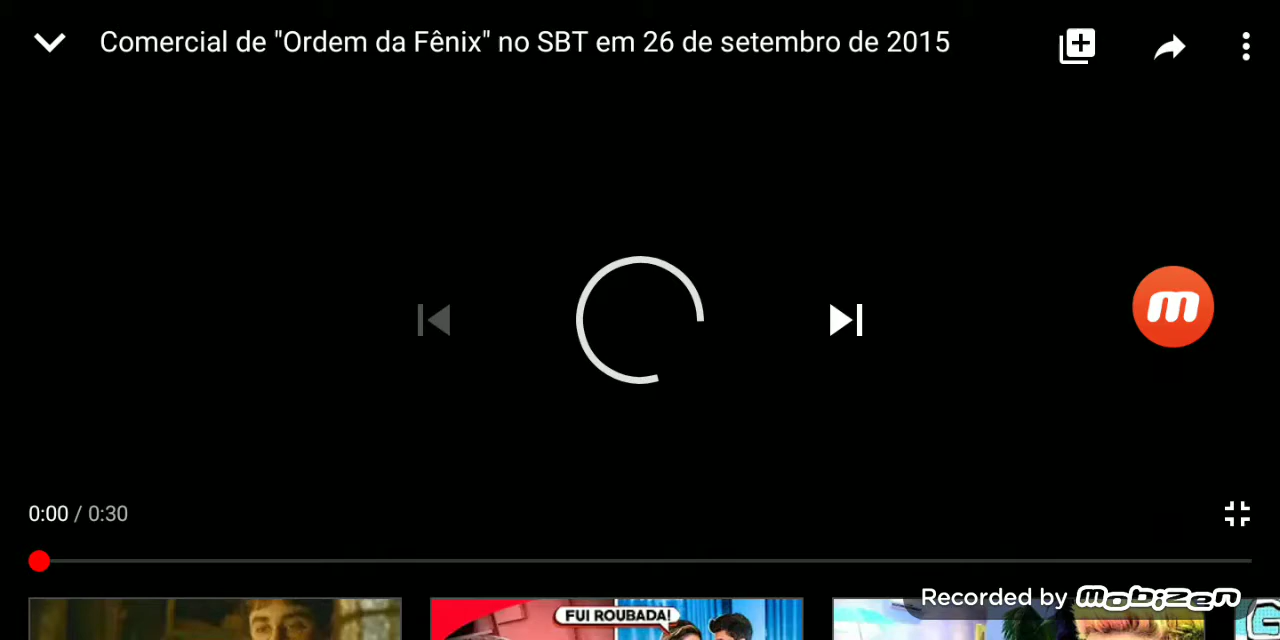 Comercial de "Ordem da Fênix" no SBT em 26 de setembro de 2015
m
0:00 / 0:30
Recorded by mobizen
FUI ROUBADA!